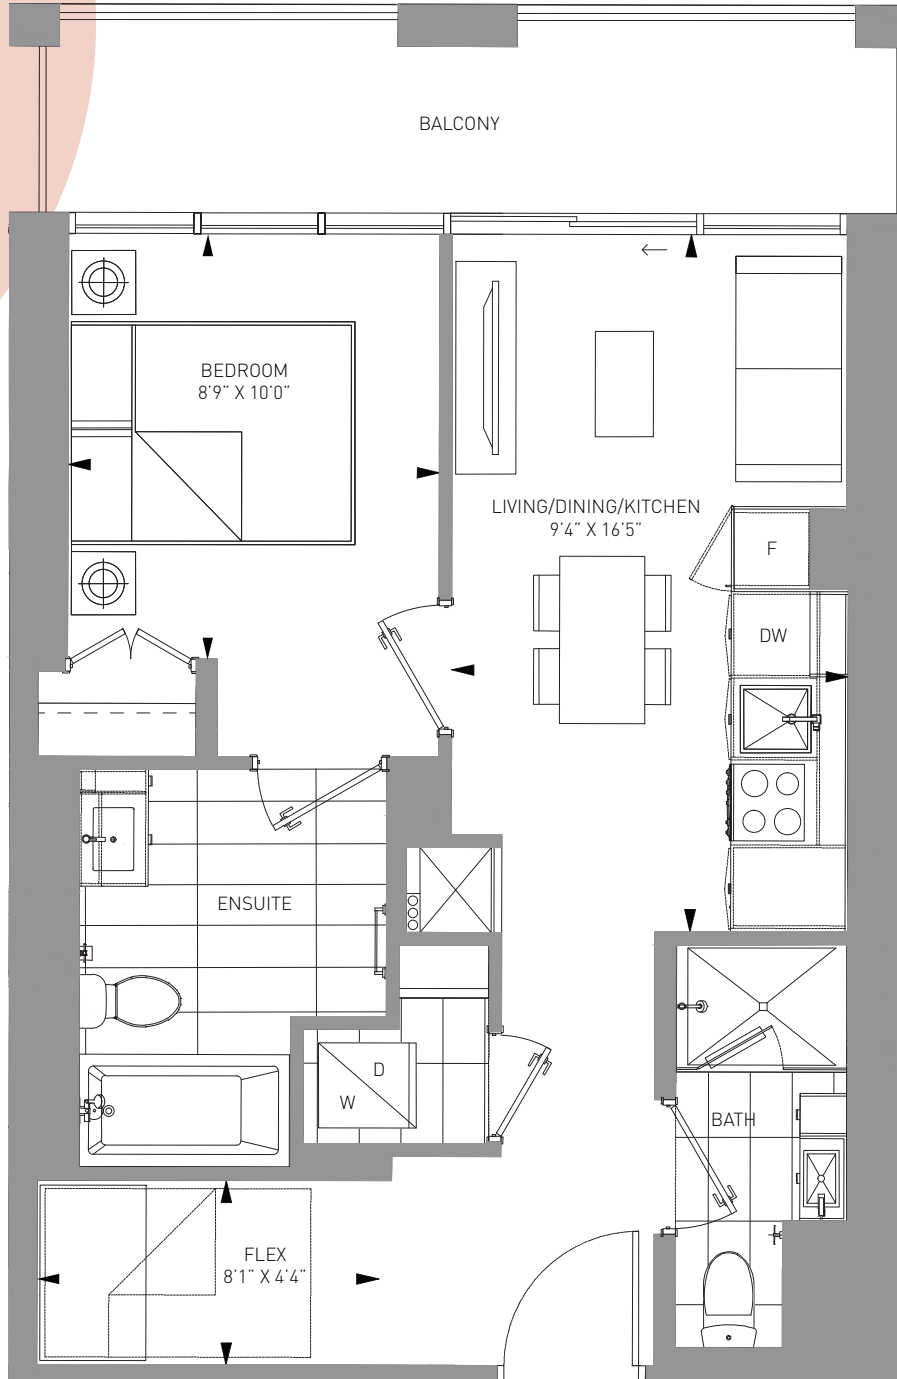 BALCONY
BEDROOM
8'9" X 10'0"
LIVING/DINING/KITCHEN
9'4" X 16'5"
F
DW
ENSUITE
D
W
BATH
FLEX
8'1" X 4'4"